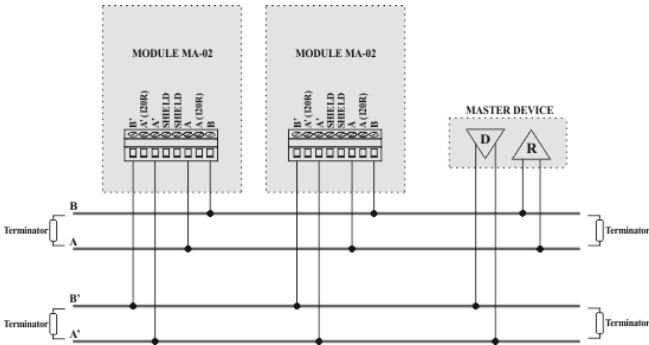 MODULE MA-02
MODULE MA-02
B'
A' (120R)
A'
SHIELD
SHIELD
A
A (120R)
B
B'
A' (120R)
A'
SHIELD
SHIELD
A
A (120R)
B
MASTER DEVICE
D
R
B
Terminator
Terminator
A
B'
Terminator
Terminator
A'